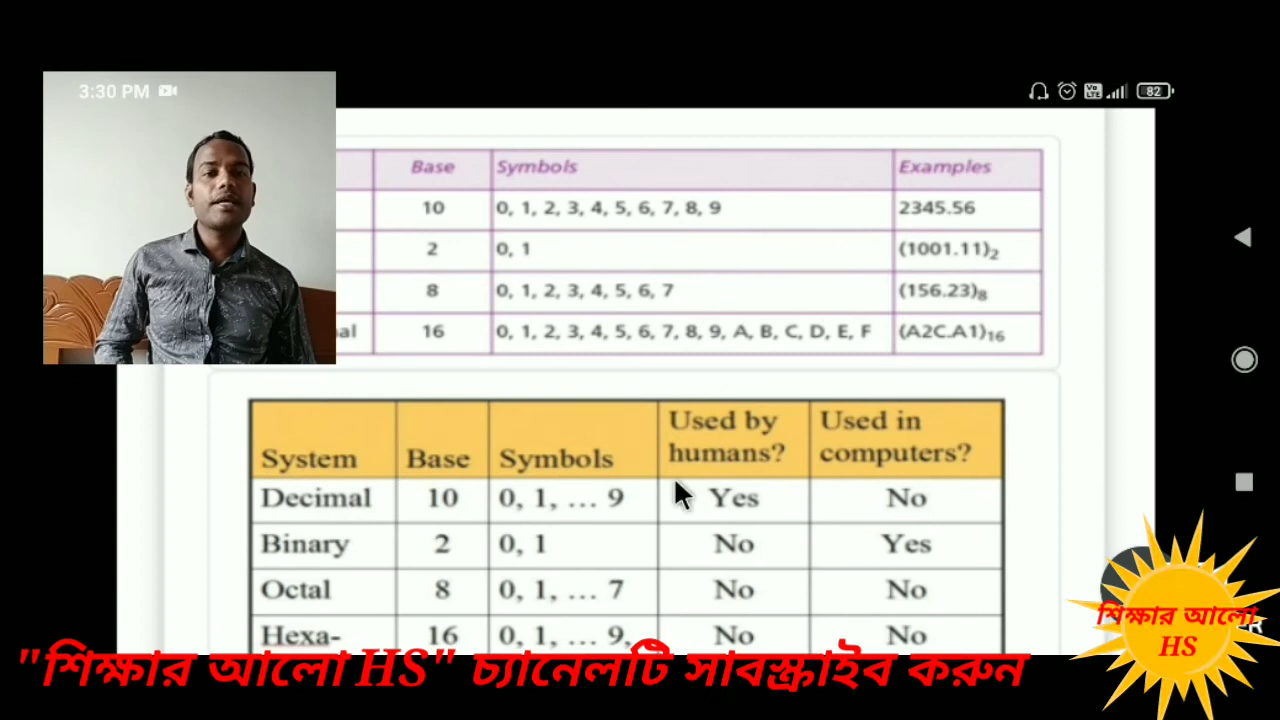 3:30 PM
82
Base Symbols Examples
10 0, 1, 2, 3, 4, 5, 6, 7, 8, 9 2345.56
2 0, 1 (1001.11)2
8 0, 1, 2, 3, 4, 5, 6, 7 (156.23)8
al 16 0, 1, 2, 3, 4, 5, 6, 7, 8, 9, A, B, C, D, E, F (A2C.A1)16
System Base Symbols Used by humans? Used in computers?
Decimal 10 0, 1, … 9 Yes No
Binary 2 0, 1 No Yes
Octal 8 0, 1, … 7 No No
Hexa- 16 0, 1, … 9, No No
শিক্ষার আলো
HS
"শিক্ষার আলো HS" চ্যানেলটি সাবস্ক্রাইব করুন